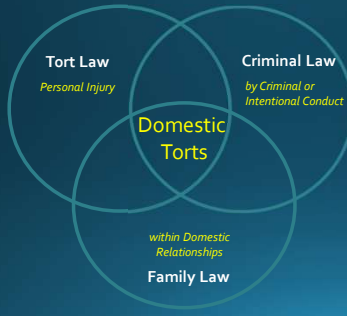 Tort Law
Personal Injury
Criminal Law
by Criminal or
Intentional Conduct
Domestic
Torts
within Domestic
Relationships
Family Law